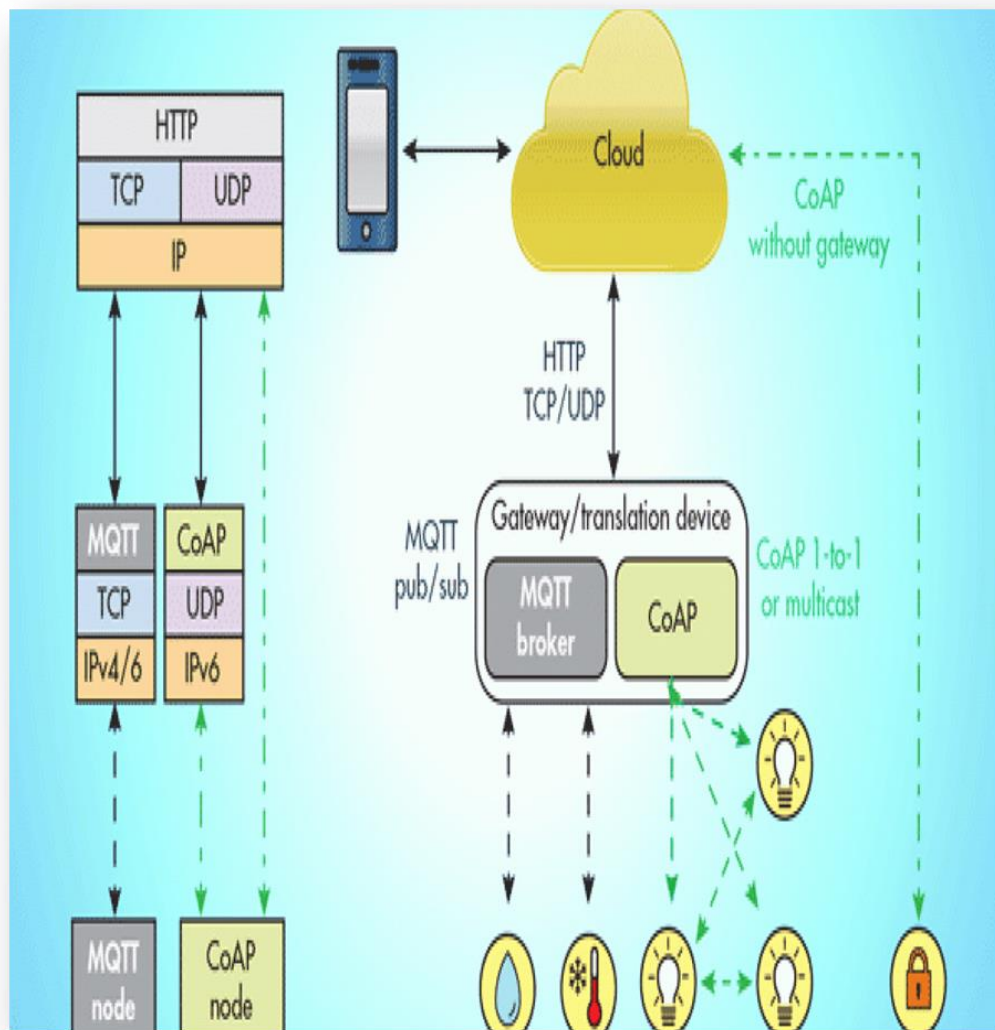 HTTP
TCP
UDP
IP
Cloud
CoAP
without gateway
HTTP
TCP/UDP
MQTT
TCP
IPv4/6
CoAP
UDP
IPv6
MQTT
pub/sub
Gateway/translation device
MQTT
broker
CoAP
CoAP 1-to-1
or multicast
MQTT
node
CoAP
node